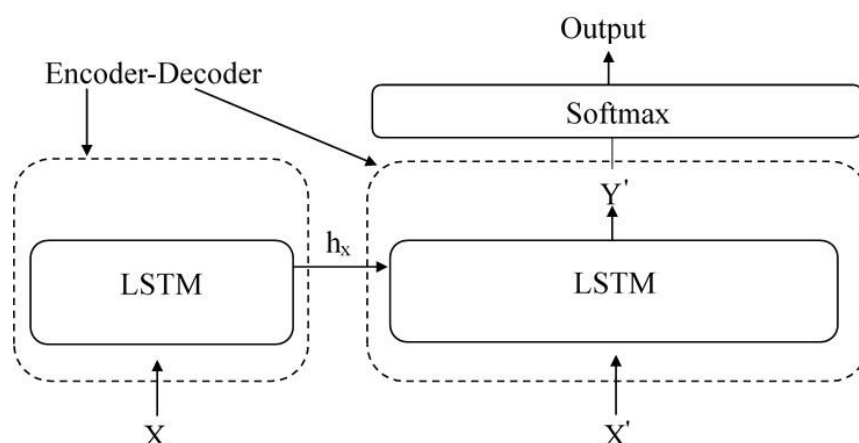 Output
Encoder-Decoder
Softmax
Y'
hx
LSTM
LSTM
X
X'